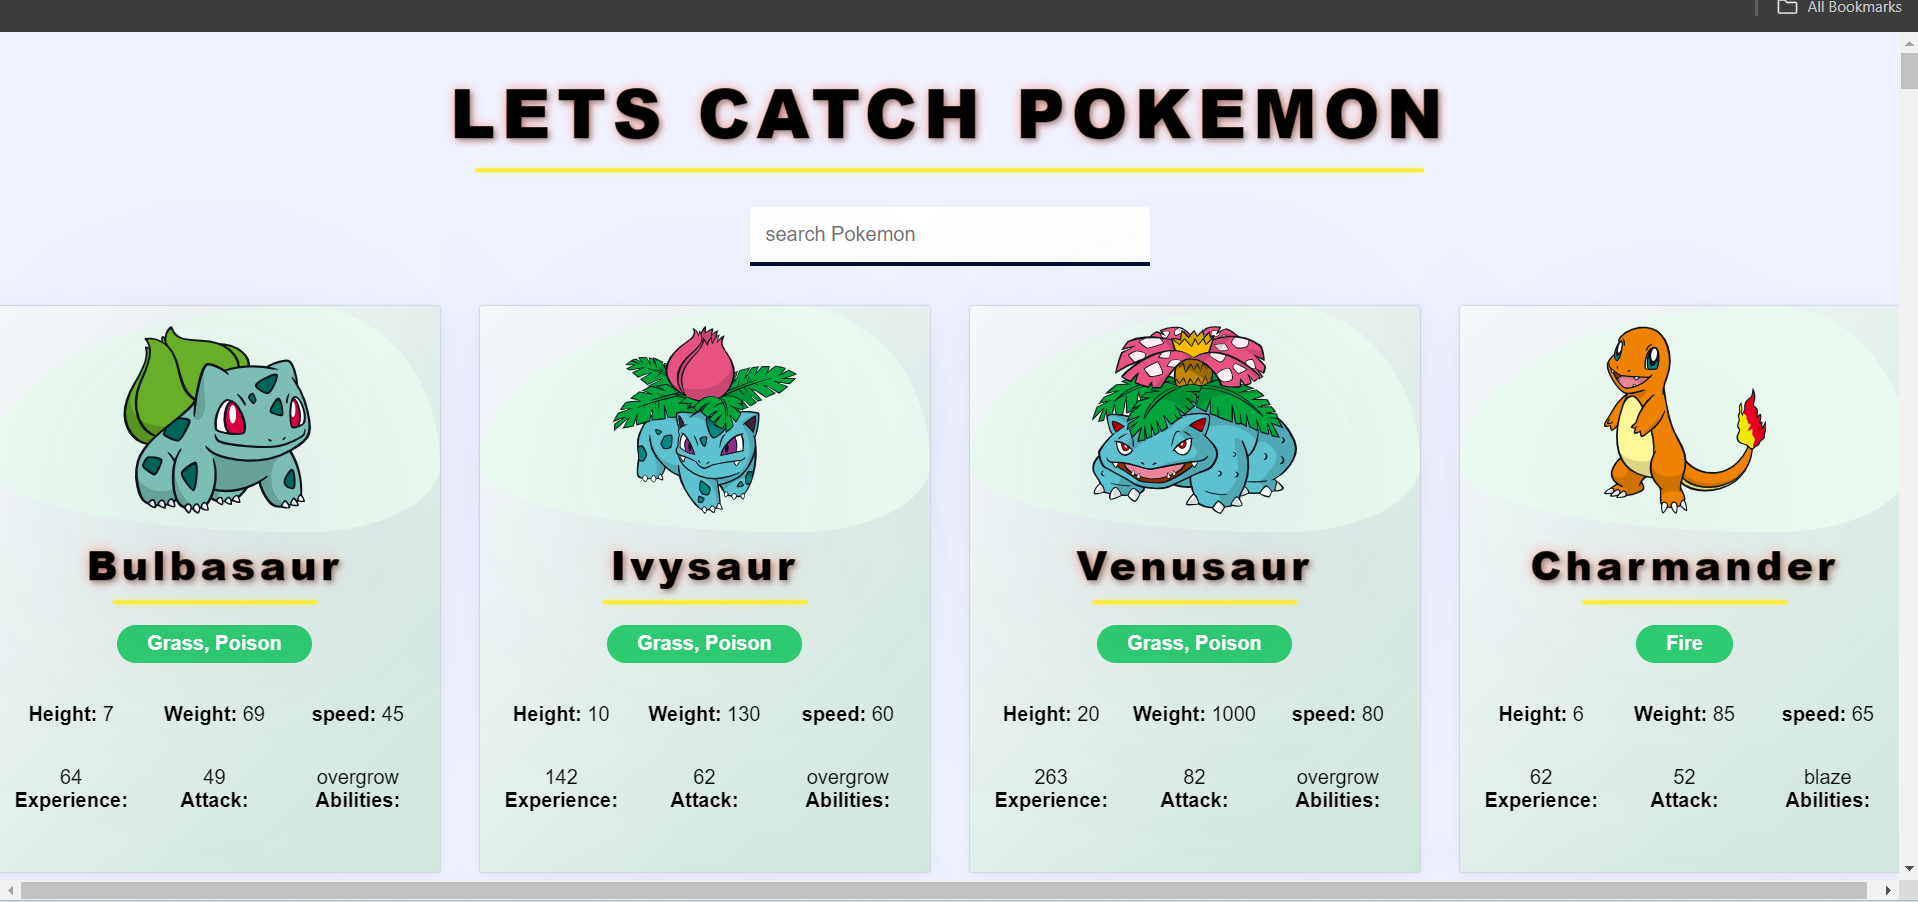 All Bookmarks
LETS CATCH POKEMON
search Pokemon
Bulbasaur
Grass, Poison
Height: 7 Weight: 69 speed: 45
64 49 overgrow
Experience: Attack: Abilities:
Ivysaur
Grass, Poison
Height: 10 Weight: 130 speed: 60
142 62 overgrow
Experience: Attack: Abilities:
Venusaur
Grass, Poison
Height: 20 Weight: 1000 speed: 80
263 82 overgrow
Experience: Attack: Abilities:
Charmander
Fire
Height: 6 Weight: 85 speed: 65
62 52 blaze
Experience: Attack: Abilities: